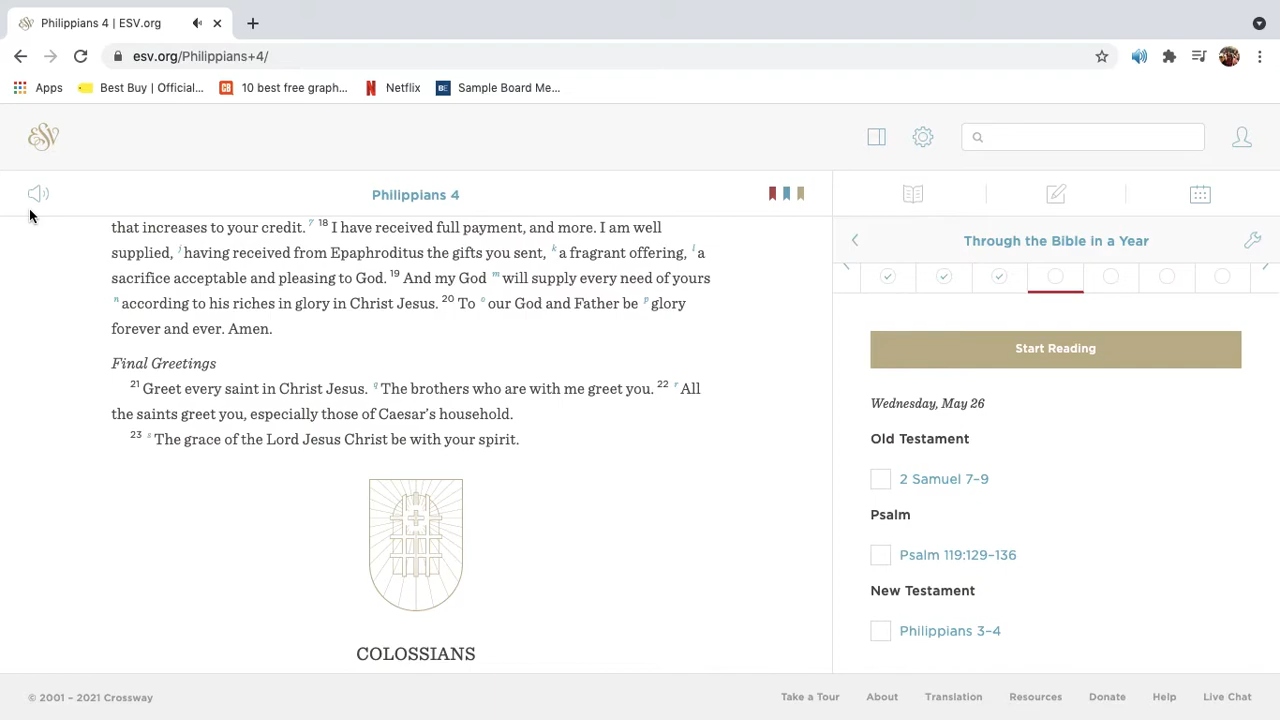 Philippians 4 | ESV.org
esv.org/Philippians+4/
Apps Best Buy | Official... CB 10 best free graph... Netflix BE Sample Board Me...
ESV
Philippians 4
that increases to your credit. 7 18 I have received full payment, and more. I am well
supplied, j having received from Epaphroditus the gifts you sent, k a fragrant offering, l a
sacrifice acceptable and pleasing to God. 19 And my God m will supply every need of yours
n according to his riches in glory in Christ Jesus. 20 To o our God and Father be p glory
forever and ever. Amen.
Final Greetings
21 Greet every saint in Christ Jesus. q The brothers who are with me greet you. 22 r All
the saints greet you, especially those of Caesar's household.
23 s The grace of the Lord Jesus Christ be with your spirit.
COLOSSIANS
Through the Bible in a Year
Start Reading
Wednesday, May 26
Old Testament
2 Samuel 7–9
Psalm
Psalm 119:129–136
New Testament
Philippians 3–4
© 2001 – 2021 Crossway
Take a Tour About Translation Resources Donate Help Live Chat